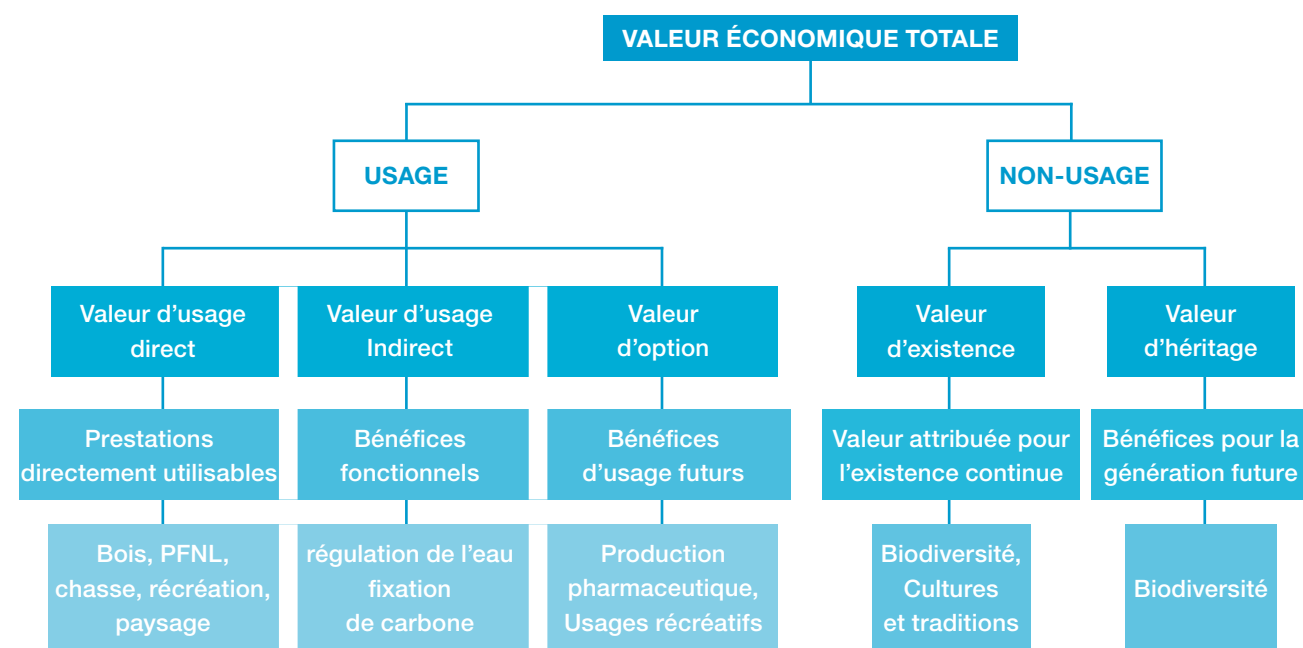 VALEUR ÉCONOMIQUE TOTALE
USAGE
NON-USAGE
Valeur d’usage
direct
Valeur d’usage
Indirect
Valeur
d’option
Valeur
d’existence
Valeur
d’héritage
Prestations
directement utilisables
Bénéfices
fonctionnels
Bénéfices
d’usage futurs
Valeur attribuée pour
l’existence continue
Bénéfices pour la
génération future
Bois, PFNL,
chasse, récréation,
paysage
régulation de l’eau
fixation
de carbone
Production
pharmaceutique,
Usages récréatifs
Biodiversité,
Cultures
et traditions
Biodiversité